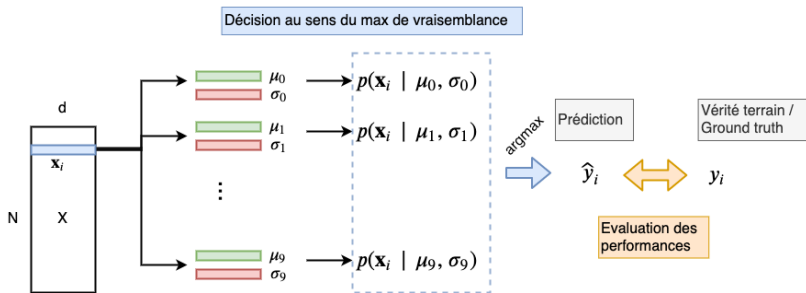 Décision au sens du max de vraisemblance
d
N
X
𝐱ᵢ
μ₀
σ₀
p(𝐱ᵢ | μ₀, σ₀)
μ₁
σ₁
p(𝐱ᵢ | μ₁, σ₁)
⋮
μ₉
σ₉
p(𝐱ᵢ | μ₉, σ₉)
argmax
Prédiction
ŷᵢ
Vérité terrain /
Ground truth
yᵢ
Evaluation des
performances